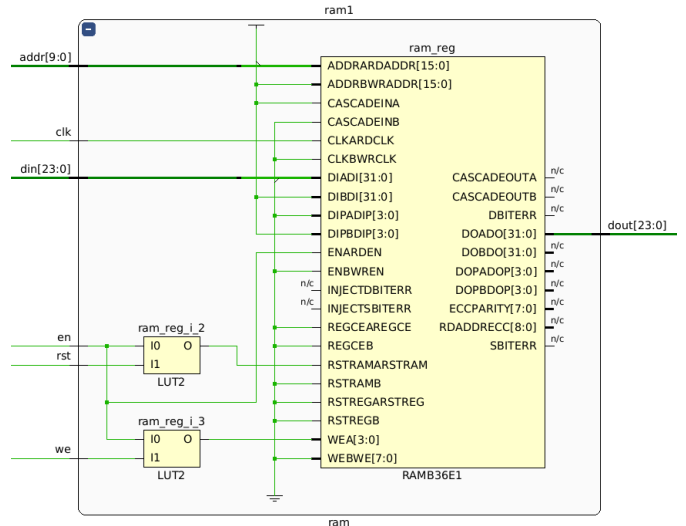 ram1
ram_reg
addr[9:0]
ADDRARDADDR[15:0]
ADDRBWRADDR[15:0]
CASCADEINA
CASCADEINB
clk
CLKARDCLK
CLKBWRCLK
din[23:0]
DIADI[31:0]
CASCADEOUTA
n/c
DIBDI[31:0]
CASCADEOUTB
n/c
DIPADIP[3:0]
DBITERR
n/c
DIPBDIP[3:0]
DOADO[31:0]
dout[23:0]
ENARDEN
DOBDO[31:0]
n/c
ENBWREN
DOPADOP[3:0]
n/c
n/c
INJECTDBITERR
DOPBDOP[3:0]
n/c
n/c
INJECTSBITERR
ECCPARITY[7:0]
n/c
REGCEAREGCE
RDADDRECC[8:0]
n/c
REGCEB
SBITERR
n/c
RSTRAMARSTRAM
RSTRAMB
RSTREGARSTREG
RSTREGB
WEA[3:0]
WEBWE[7:0]
RAMB36E1
en
rst
ram_reg_i_2
I0 O
I1
LUT2
ram_reg_i_3
I0 O
we
I1
LUT2
ram